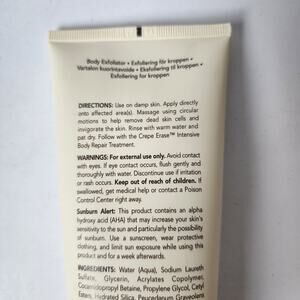 Body Exfoliator • Exfoliering för kroppen •
Vartalon kuorintavoide • Eksfoliering til kroppen •
Exfoliering for kroppen
DIRECTIONS: Use on damp skin. Apply directly
onto affected area(s). Massage using circular
motions to help remove dead skin cells and
invigorate the skin. Rinse with warm water and
pat dry. Follow with the Crepe Erase™ Intensive
Body Repair Treatment.
WARNINGS: For external use only. Avoid contact
with eyes. If eye contact occurs, flush gently and
thoroughly with water. Discontinue use if irritation
or rash occurs. Keep out of reach of children. If
swallowed, get medical help or contact a Poison
Control Center right away.
Sunburn Alert: This product contains an alpha
hydroxy acid (AHA) that may increase your skin's
sensitivity to the sun and particularly the possibility
of sunburn. Use a sunscreen, wear protective
clothing, and limit sun exposure while using this
product and for a week afterwards.
INGREDIENTS: Water (Aqua), Sodium Laureth
Sulfate, Glycerin, Acrylates Copolymer,
Cocamidopropyl Betaine, Propylene Glycol, Cetyl
Esters, Hydrated Silica, Peucedanum Graveolens